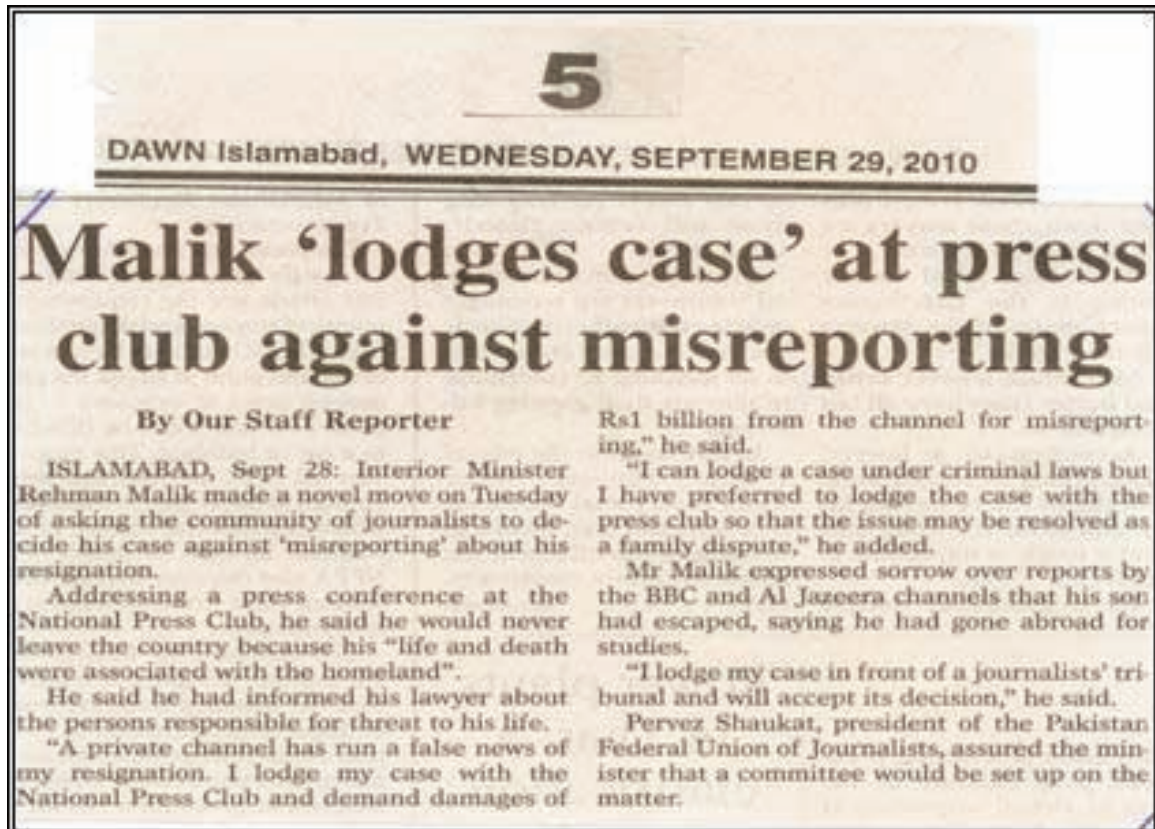 5
DAWN Islamabad, WEDNESDAY, SEPTEMBER 29, 2010
Malik ‘lodges case’ at press
club against misreporting
By Our Staff Reporter
ISLAMABAD, Sept 28: Interior Minister
Rehman Malik made a novel move on Tuesday
of asking the community of journalists to de-
cide his case against ‘misreporting’ about his
resignation.
Addressing a press conference at the
National Press Club, he said he would never
leave the country because his “life and death
were associated with the homeland”.
He said he had informed his lawyer about
the persons responsible for threat to his life.
“A private channel has run a false news of
my resignation. I lodge my case with the
National Press Club and demand damages of
Rs1 billion from the channel for misreport-
ing,” he said.
“I can lodge a case under criminal laws but
I have preferred to lodge the case with the
press club so that the issue may be resolved as
a family dispute,” he added.
Mr Malik expressed sorrow over reports by
the BBC and Al Jazeera channels that his son
had escaped, saying he had gone abroad for
studies.
“I lodge my case in front of a journalists’ tri-
bunal and will accept its decision,” he said.
Pervez Shaukat, president of the Pakistan
Federal Union of Journalists, assured the min-
ister that a committee would be set up on the
matter.